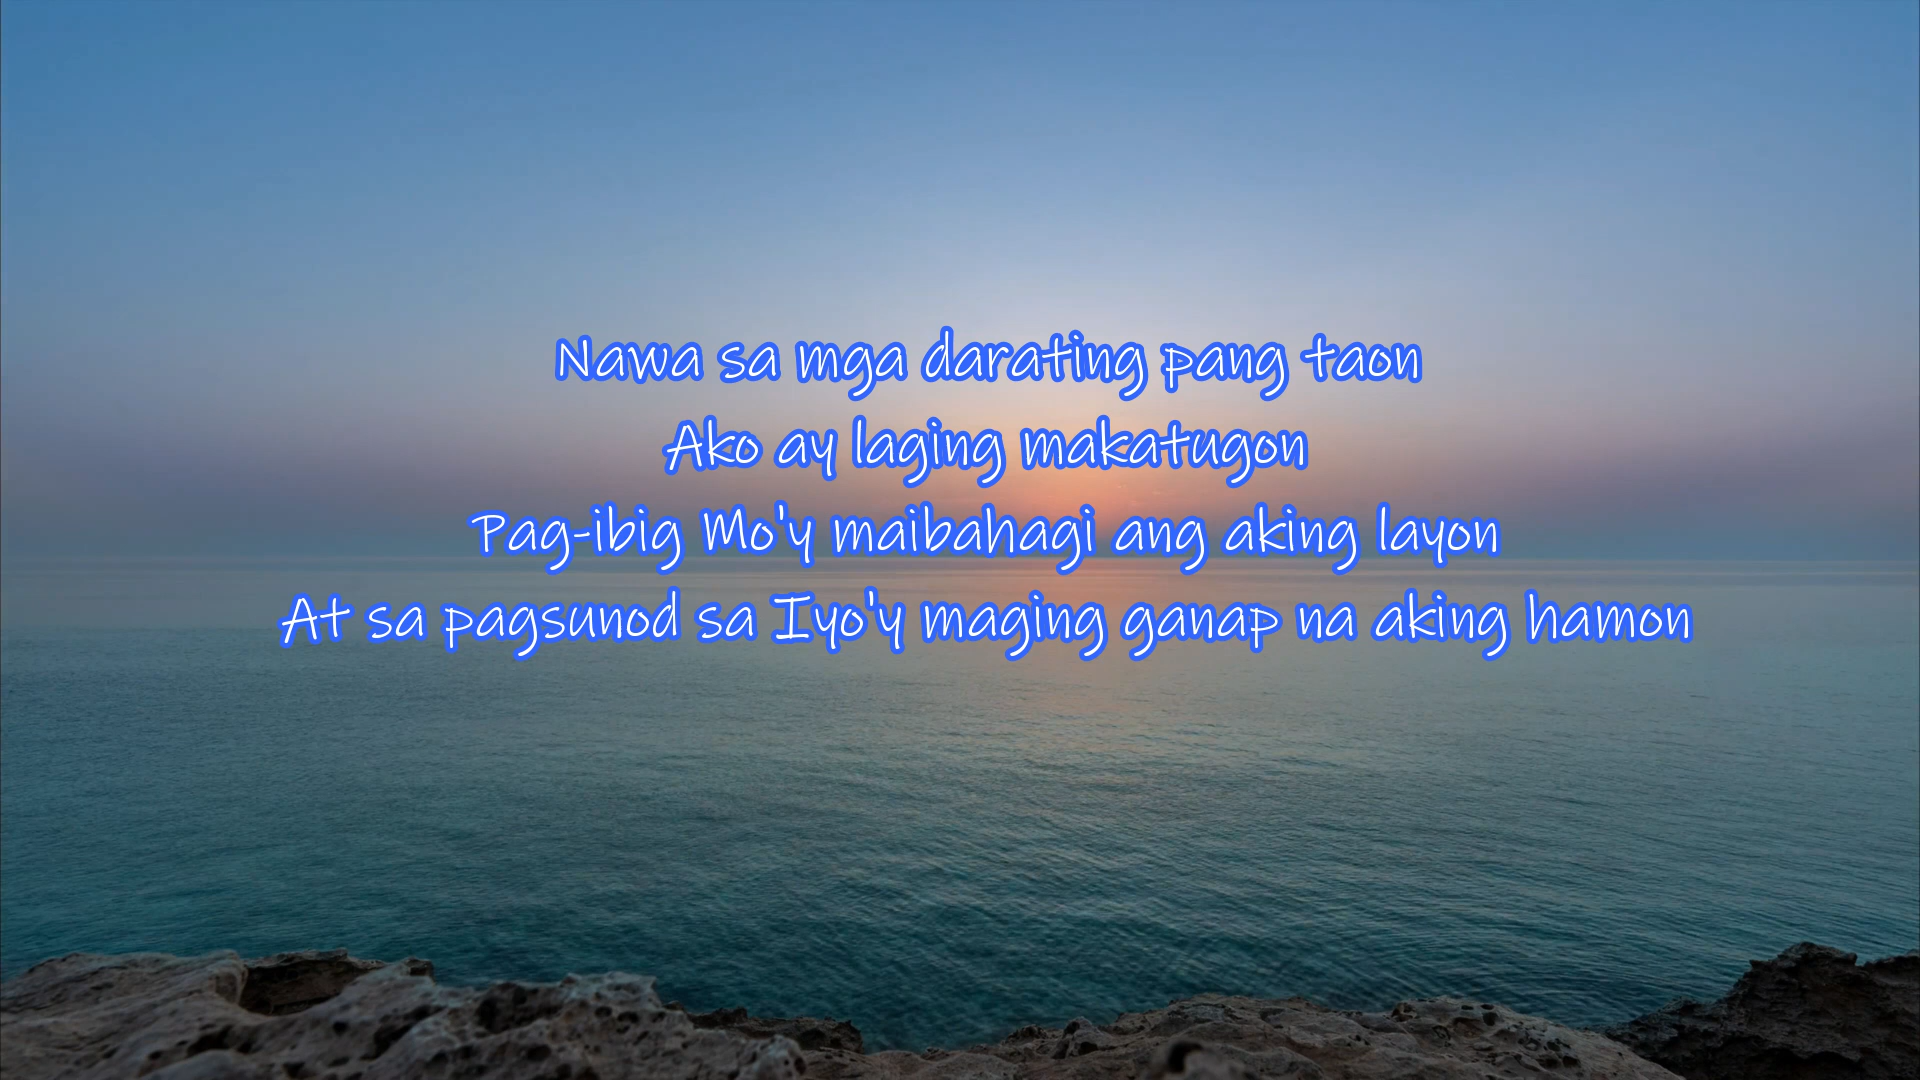 Nawa sa mga darating pang taon
Ako ay laging makatugon
Pag-ibig Mo'y maibahagi ang aking layon
At sa pagsunod sa Iyo'y maging ganap na aking hamon